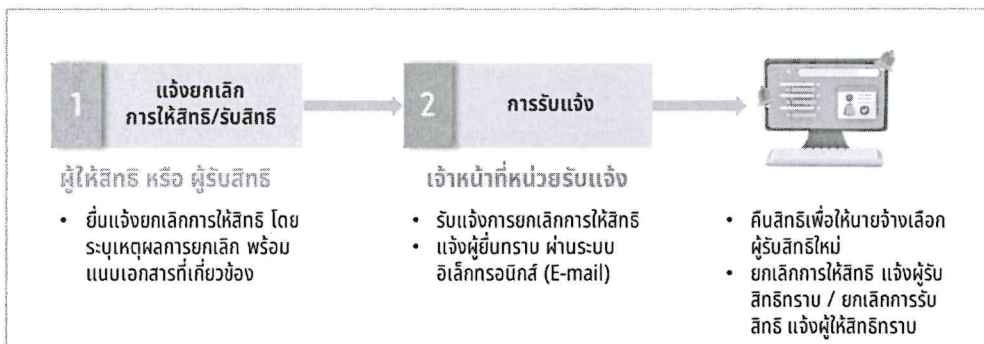 1
แจ้งยกเลิก
การให้สิทธิ/รับสิทธิ
ผู้ให้สิทธิ หรือ ผู้รับสิทธิ
• ยื่นแจ้งยกเลิกการให้สิทธิ โดย
ระบุเหตุผลการยกเลิก พร้อม
แนบเอกสารที่เกี่ยวข้อง
2
การรับแจ้ง
เจ้าหน้าที่หน่วยรับแจ้ง
• รับแจ้งการยกเลิกการให้สิทธิ
• แจ้งผู้ยื่นทราบ ผ่านระบบ
อิเล็กทรอนิกส์ (E-mail)
• คืนสิทธิเพื่อให้นายจ้างเลือก
ผู้รับสิทธิใหม่
• ยกเลิกการให้สิทธิ แจ้งผู้รับ
สิทธิทราบ / ยกเลิกการรับ
สิทธิ แจ้งผู้ให้สิทธิทราบ